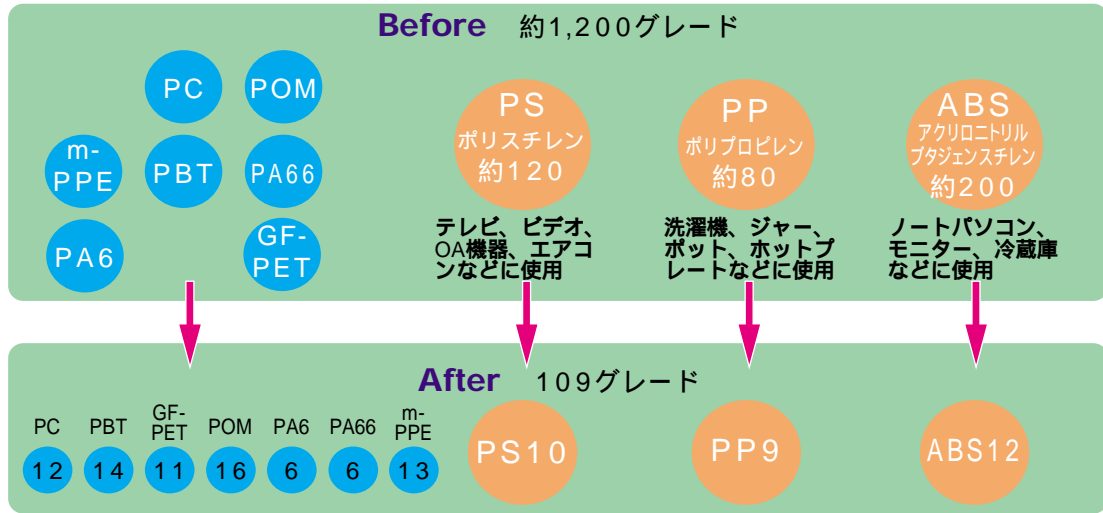 Before 約1,200グレード
PC
POM
m-
PPE
PBT
PA66
PA6
GF-
PET
PS
ポリスチレン
約120
テレビ、ビデオ、
OA機器、エアコ
ンなどに使用
PP
ポリプロピレン
約80
洗濯機、ジャー、
ポット、ホットプ
レートなどに使用
ABS
アクリロニトリル
ブタジェンスチレン
約200
ノートパソコン、
モニター、冷蔵庫
などに使用
After 109グレード
PC
12
PBT
14
GF-
PET
11
POM
16
PA6
6
PA66
6
m-
PPE
13
PS10
PP9
ABS12